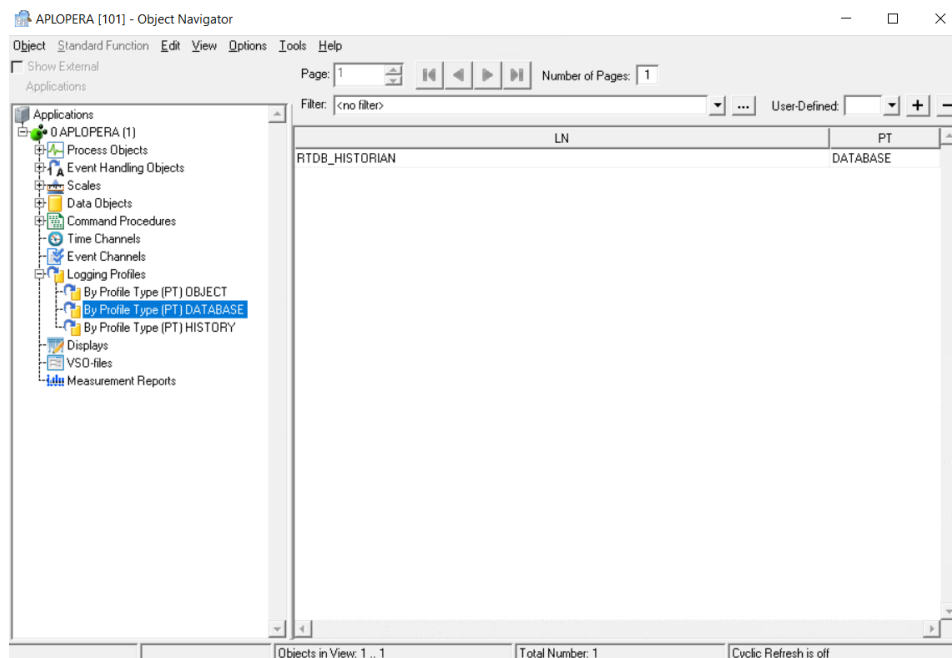 APLOPERA [101] - Object Navigator
Object Standard Function Edit View Options Tools Help
Show External
Applications
Page: 1 Number of Pages: 1
Filter: <no filter> ... User-Defined:
Applications
0 APLOPERA (1)
Process Objects
Event Handling Objects
Scales
Data Objects
Command Procedures
Time Channels
Event Channels
Logging Profiles
By Profile Type (PT) OBJECT
By Profile Type (PT) DATABASE
By Profile Type (PT) HISTORY
Displays
VSO-files
Measurement Reports
LN PT
RTDB_HISTORIAN DATABASE
Objects in View: 1 .. 1 Total Number: 1 Cyclic Refresh is off